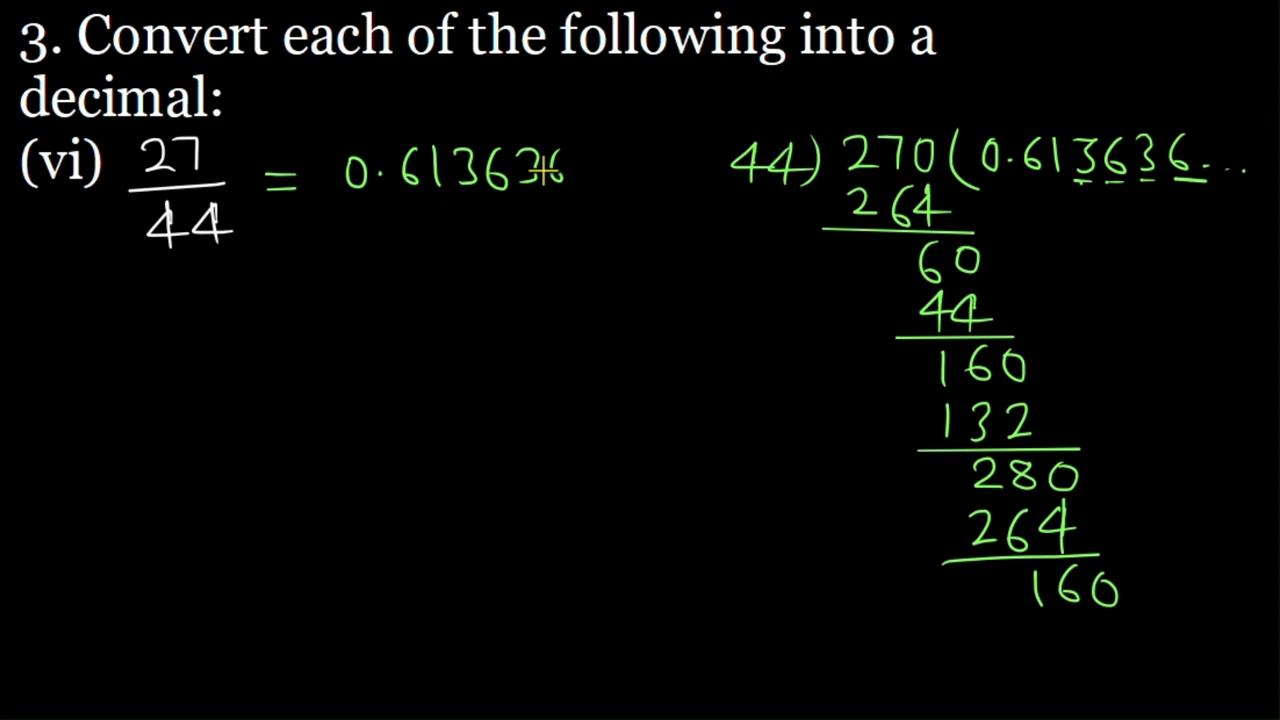 3. Convert each of the following into a
decimal:
(vi) 27/44 = 0.613636
44) 270 (0.613636...
264
60
44
160
132
280
264
160